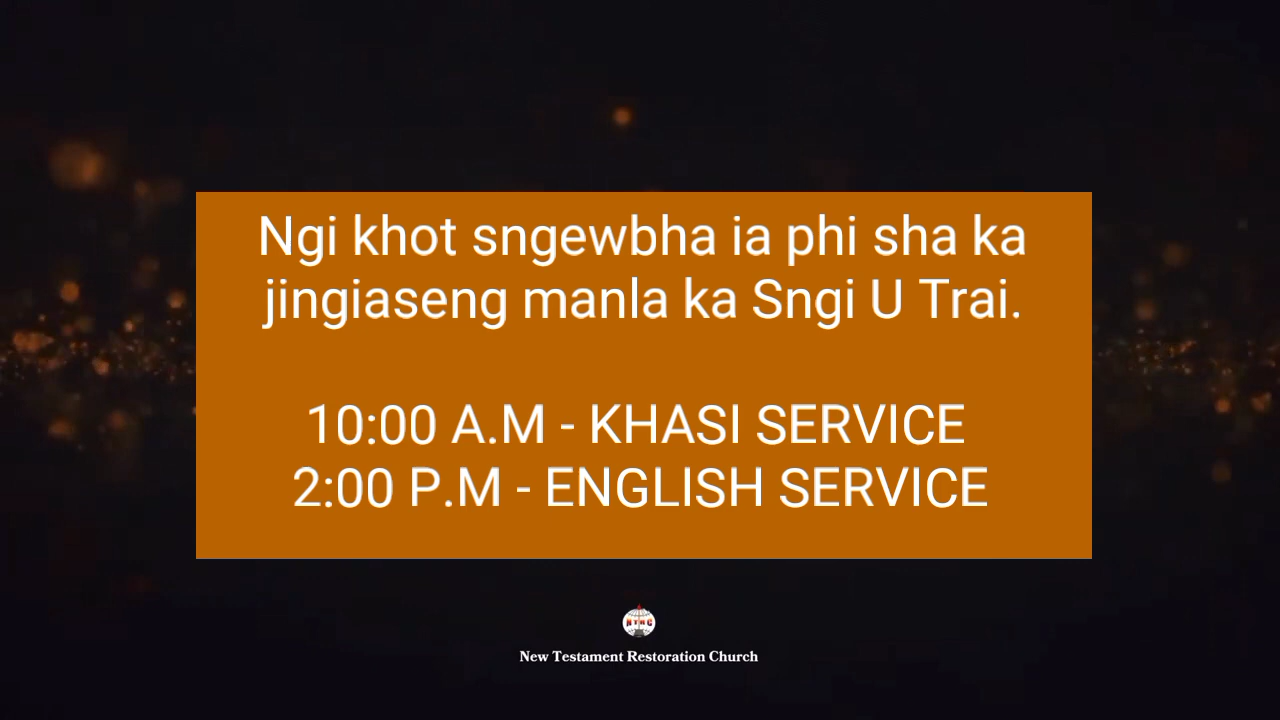 Ngi khot sngewbha ia phi sha ka
jingiaseng manla ka Sngi U Trai.
10:00 A.M - KHASI SERVICE
2:00 P.M - ENGLISH SERVICE
NTRC
New Testament Restoration Church